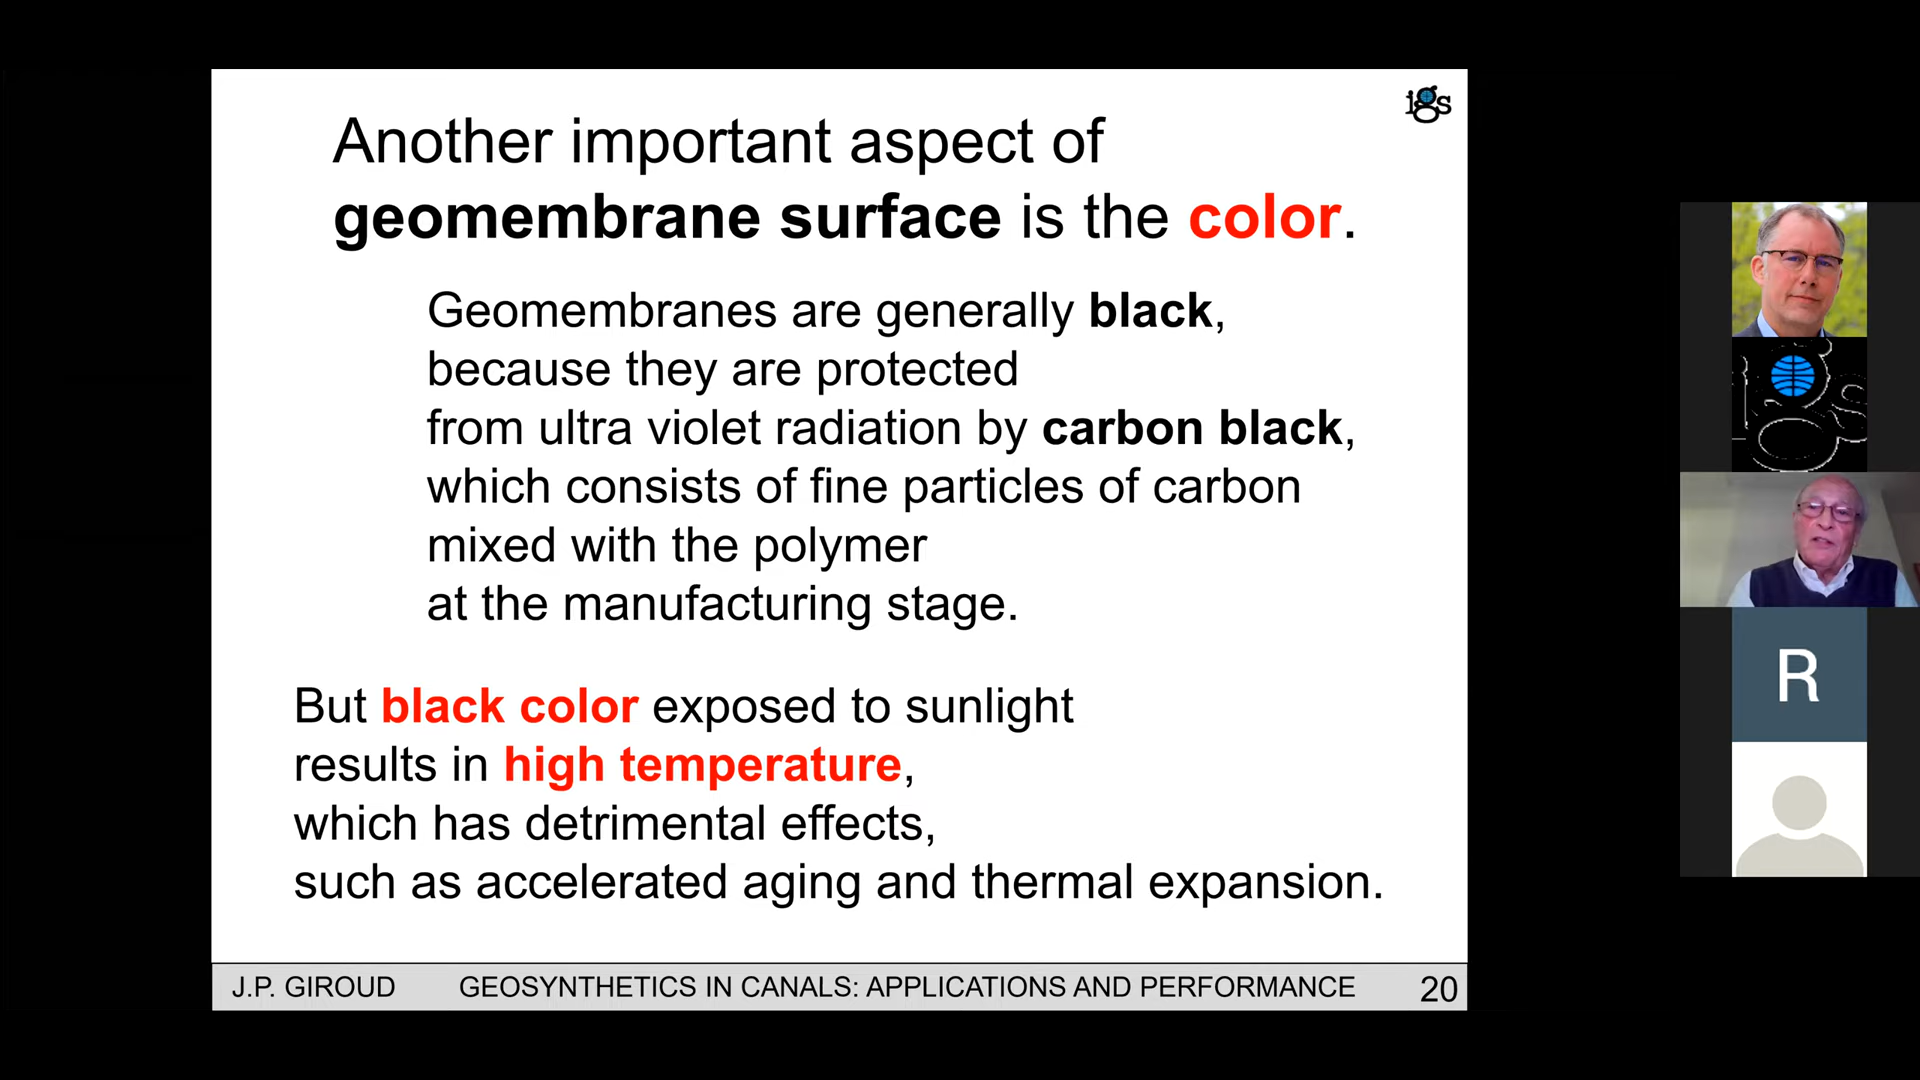 igs
Another important aspect of
geomembrane surface is the color.
Geomembranes are generally black,
because they are protected
from ultra violet radiation by carbon black,
which consists of fine particles of carbon
mixed with the polymer
at the manufacturing stage.
But black color exposed to sunlight
results in high temperature,
which has detrimental effects,
such as accelerated aging and thermal expansion.
J.P. GIROUD GEOSYNTHETICS IN CANALS: APPLICATIONS AND PERFORMANCE 20
igs
R